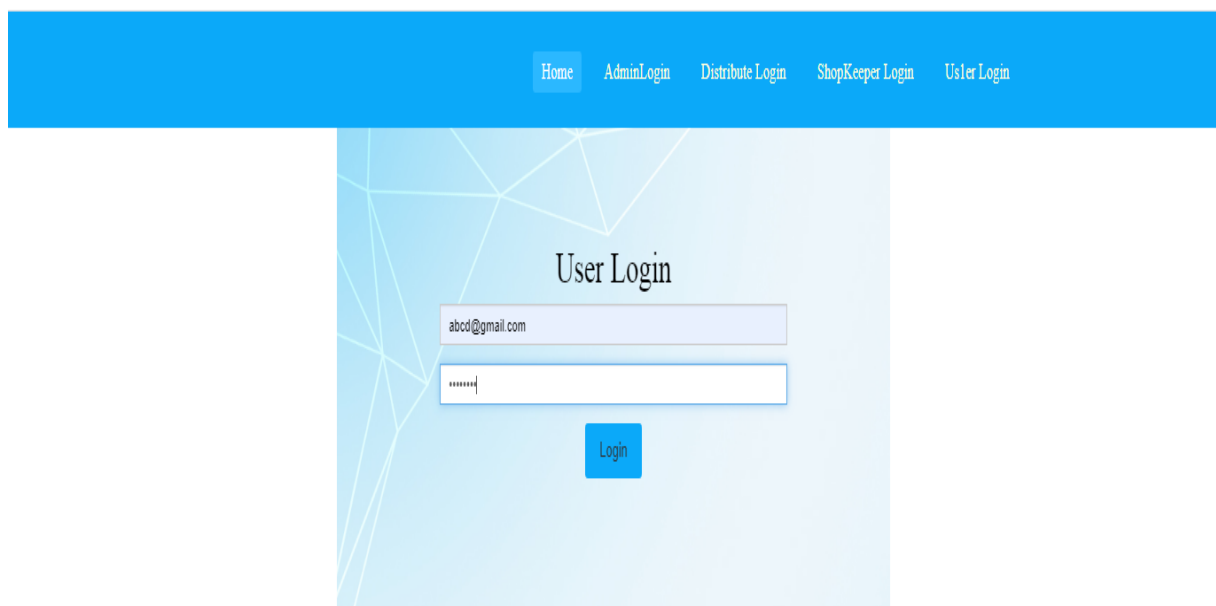 Home AdminLogin Distribute Login ShopKeeper Login Us1er Login
User Login
abcd@gmail.com
••••••••
Login